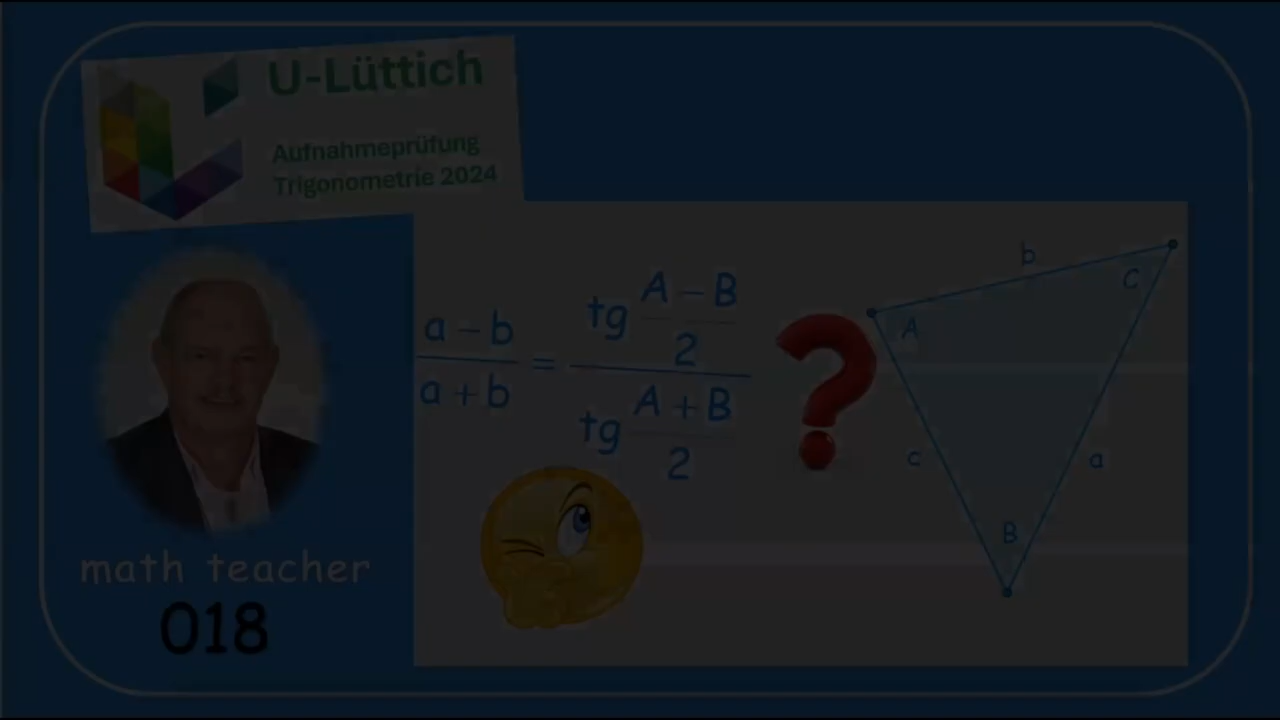 U-Lüttich
Aufnahmeprüfung
Trigonometrie 2024
a - b
a + b
=
tg A - B
2
tg A + B
2
?
b
C
A
c
a
B
math teacher
018